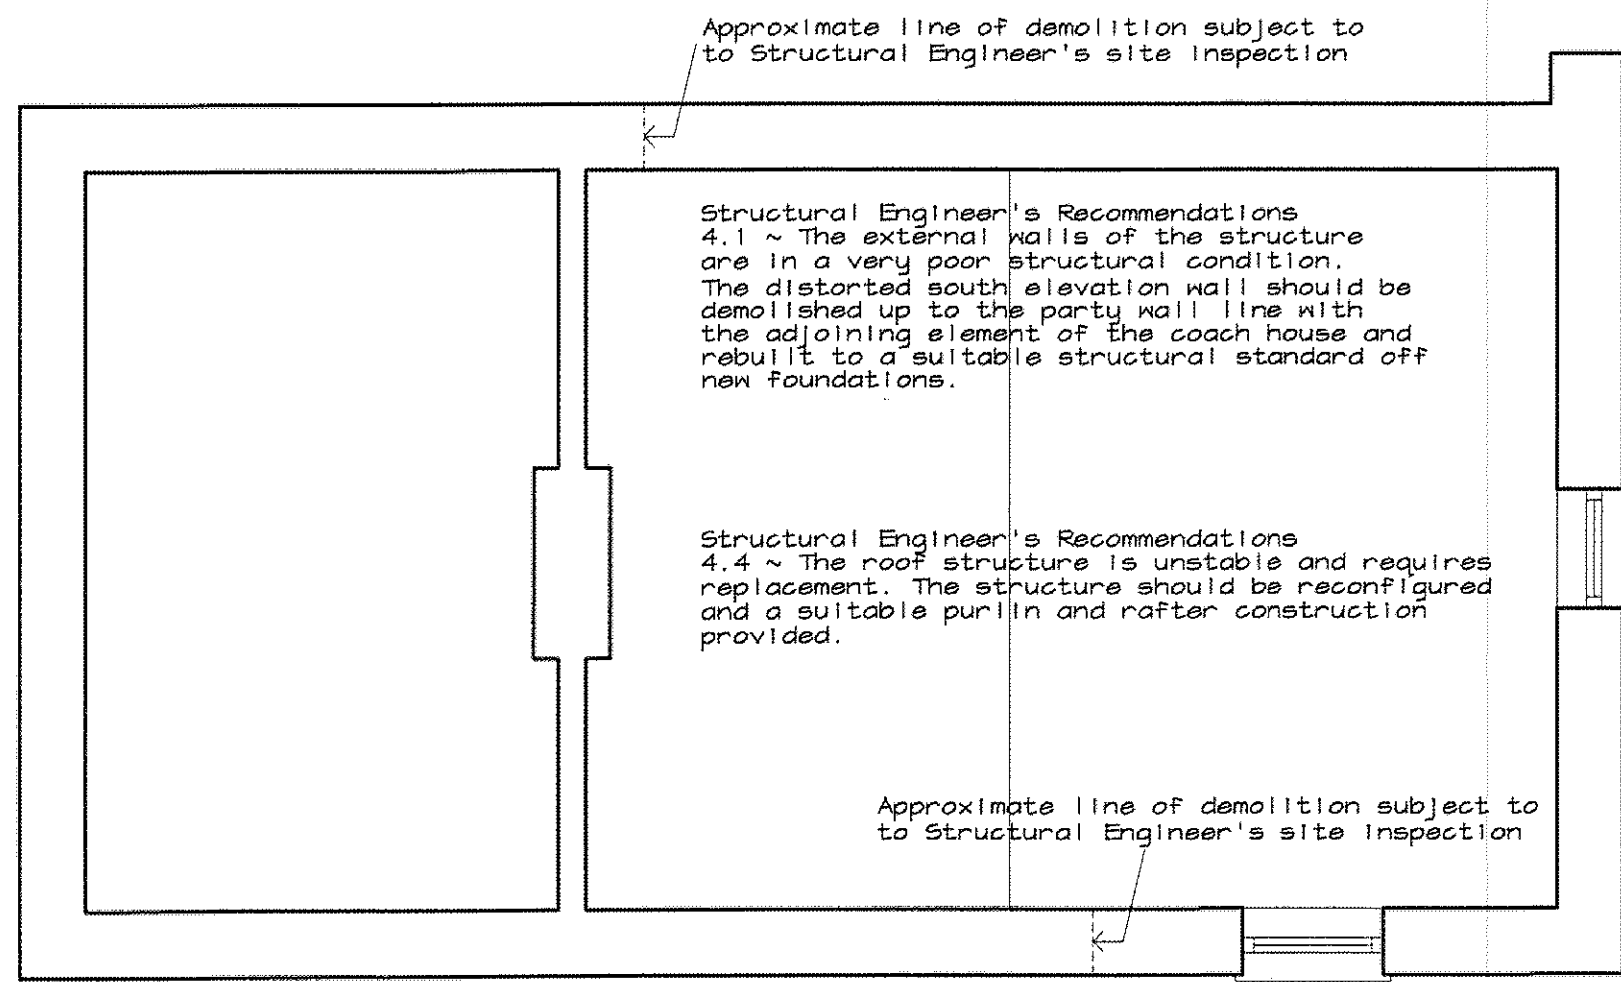 Approximate line of demolition subject to
to Structural Engineer's site inspection
Structural Engineer's Recommendations
4.1 ~ The external walls of the structure
are in a very poor structural condition.
The distorted south elevation wall should be
demolished up to the party wall line with
the adjoining element of the coach house and
rebuilt to a suitable structural standard off
new foundations.
Structural Engineer's Recommendations
4.4 ~ The roof structure is unstable and requires
replacement. The structure should be reconfigured
and a suitable purlin and rafter construction
provided.
Approximate line of demolition subject to
to Structural Engineer's site inspection